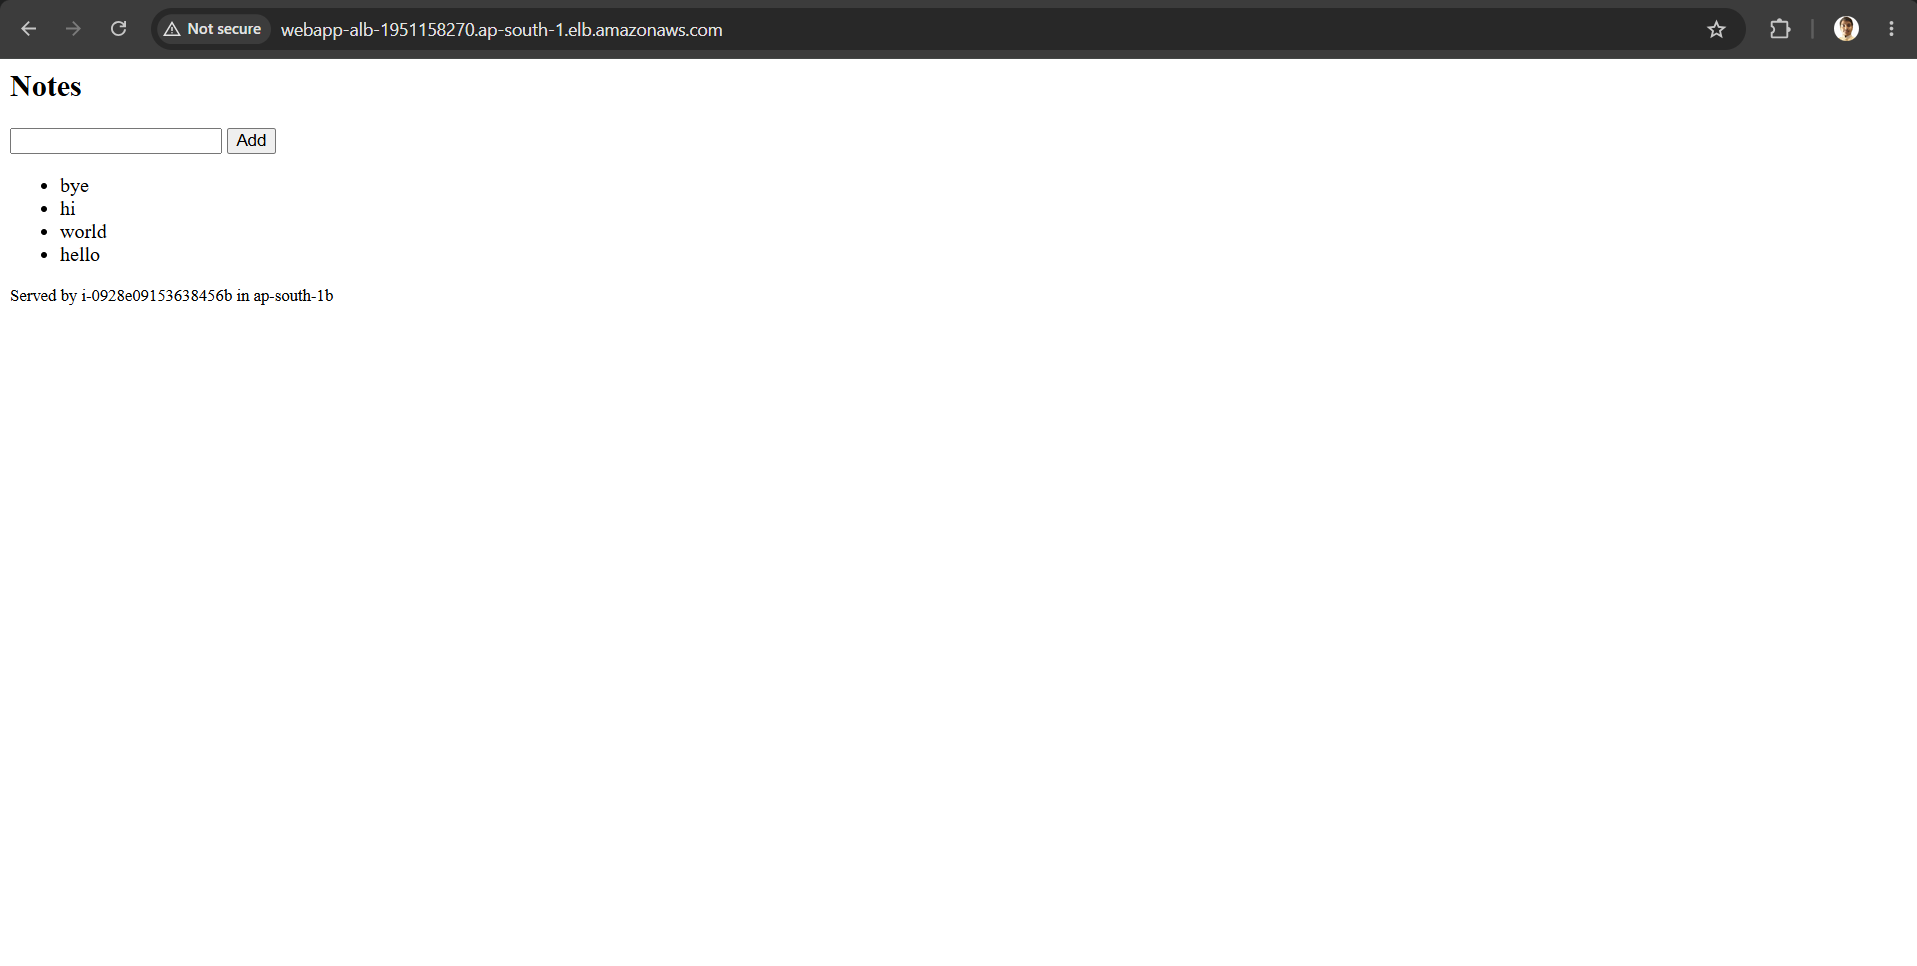 Not secure webapp-alb-1951158270.ap-south-1.elb.amazonaws.com
Notes
Add
bye
hi
world
hello
Served by i-0928e09153638456b in ap-south-1b